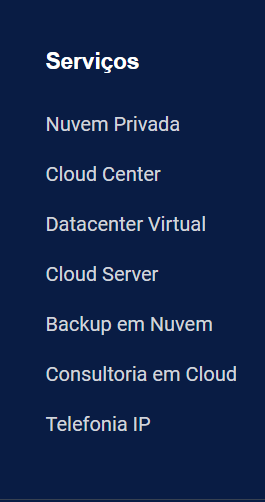 Serviços
Nuvem Privada
Cloud Center
Datacenter Virtual
Cloud Server
Backup em Nuvem
Consultoria em Cloud
Telefonia IP